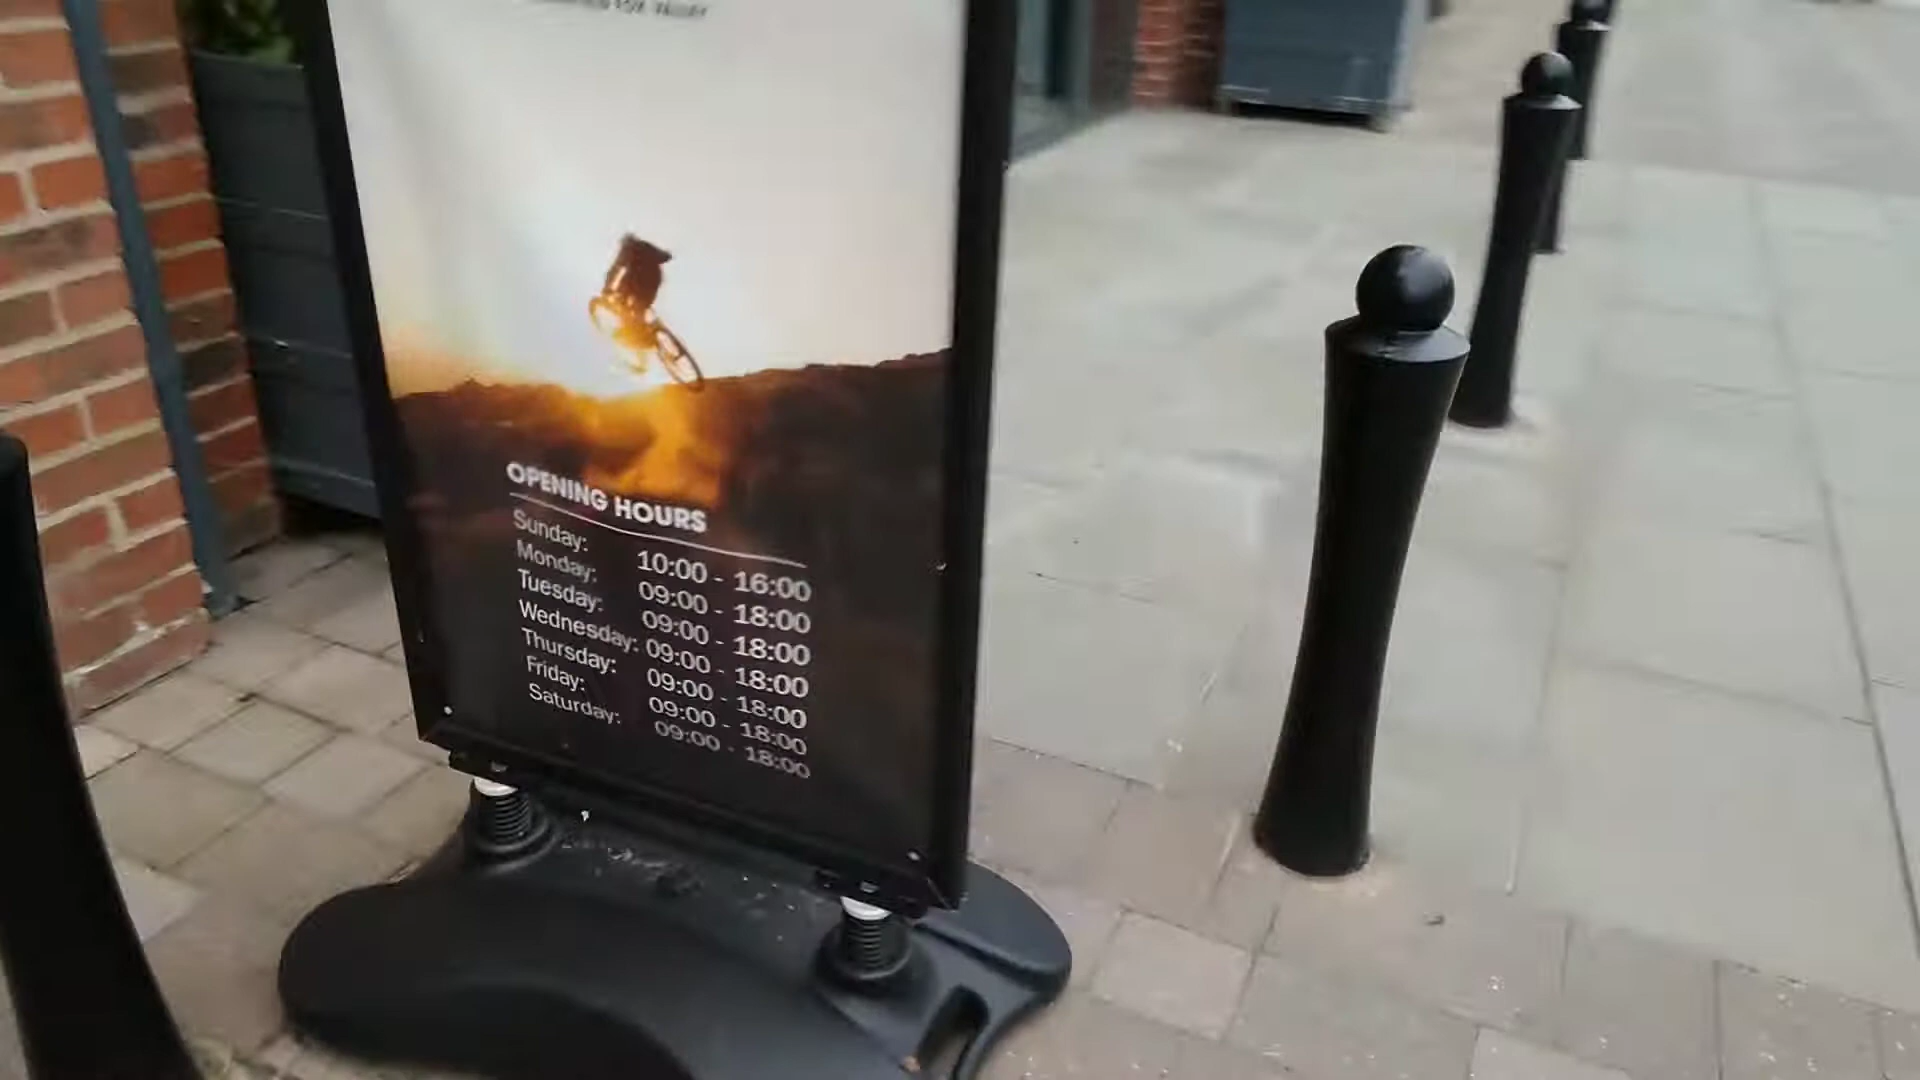 OPENING HOURS
Sunday: 10:00 - 16:00
Monday: 09:00 - 18:00
Tuesday: 09:00 - 18:00
Wednesday: 09:00 - 18:00
Thursday: 09:00 - 18:00
Friday: 09:00 - 18:00
Saturday: 09:00 - 18:00